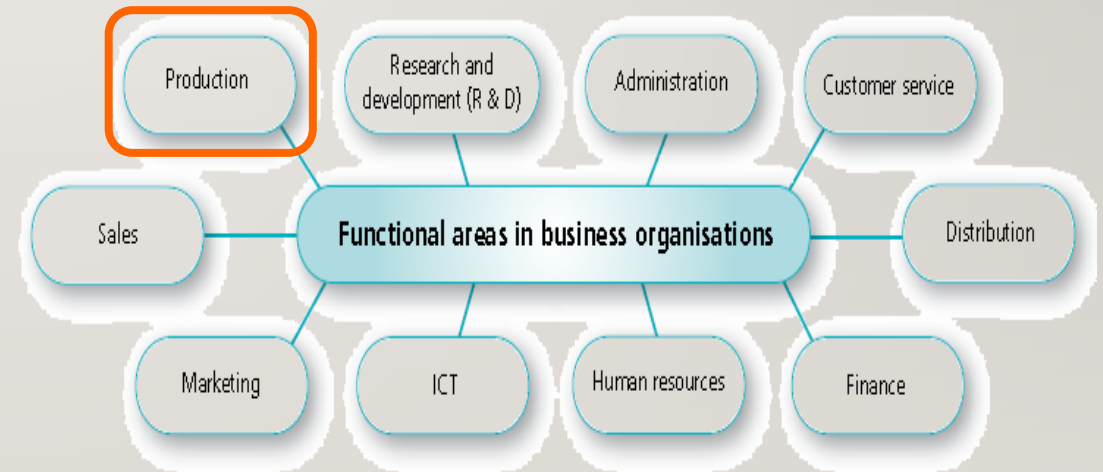 Production
Research and
development (R & D)
Administration
Customer service
Sales
Functional areas in business organisations
Distribution
Marketing
ICT
Human resources
Finance